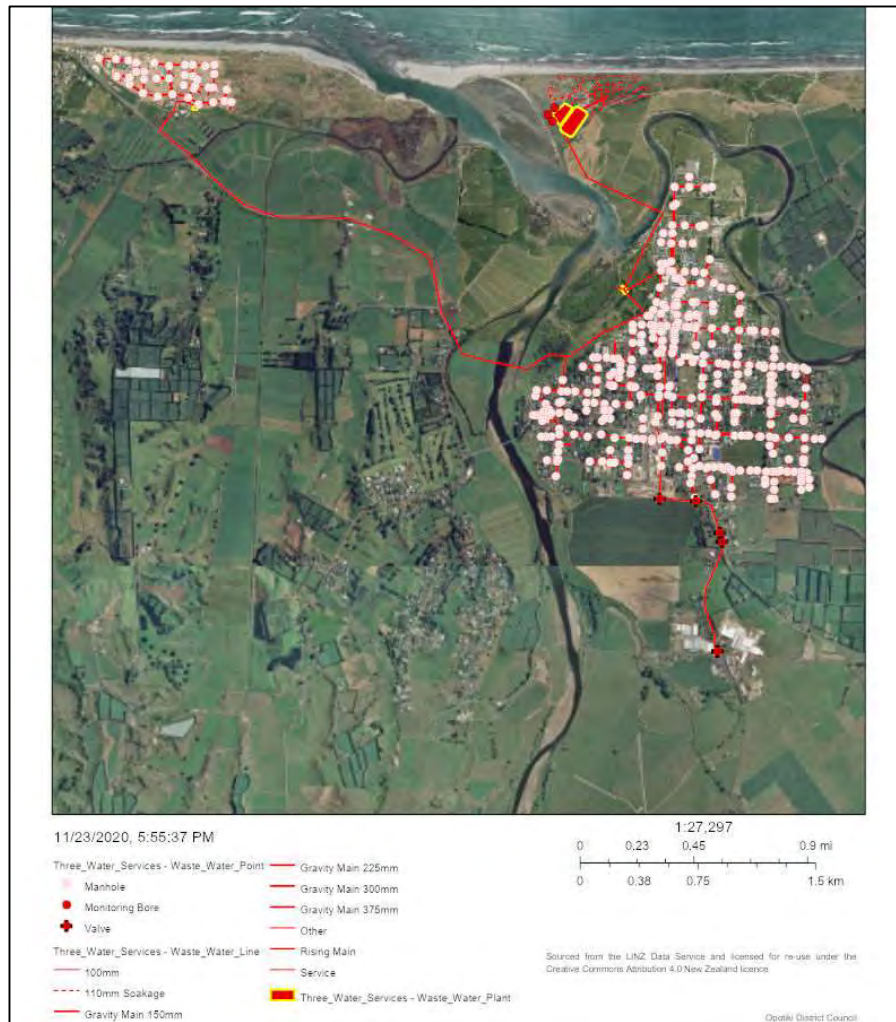 11/23/2020, 5:55:37 PM
Three_Water_Services - Waste_Water_Point
Manhole
Monitoring Bore
Valve
Three_Water_Services - Waste_Water_Line
100mm
110mm Soakage
Gravity Main 150mm
Gravity Main 225mm
Gravity Main 300mm
Gravity Main 375mm
Other
Rising Main
Service
Three_Water_Services - Waste_Water_Plant
1:27,297
0 0.23 0.45 0.9 mi
0 0.38 0.75 1.5 km
Sourced from the LINZ Data Service and licensed for re-use under the
Creative Commons Attribution 4.0 New Zealand licence
Opotiki District Council